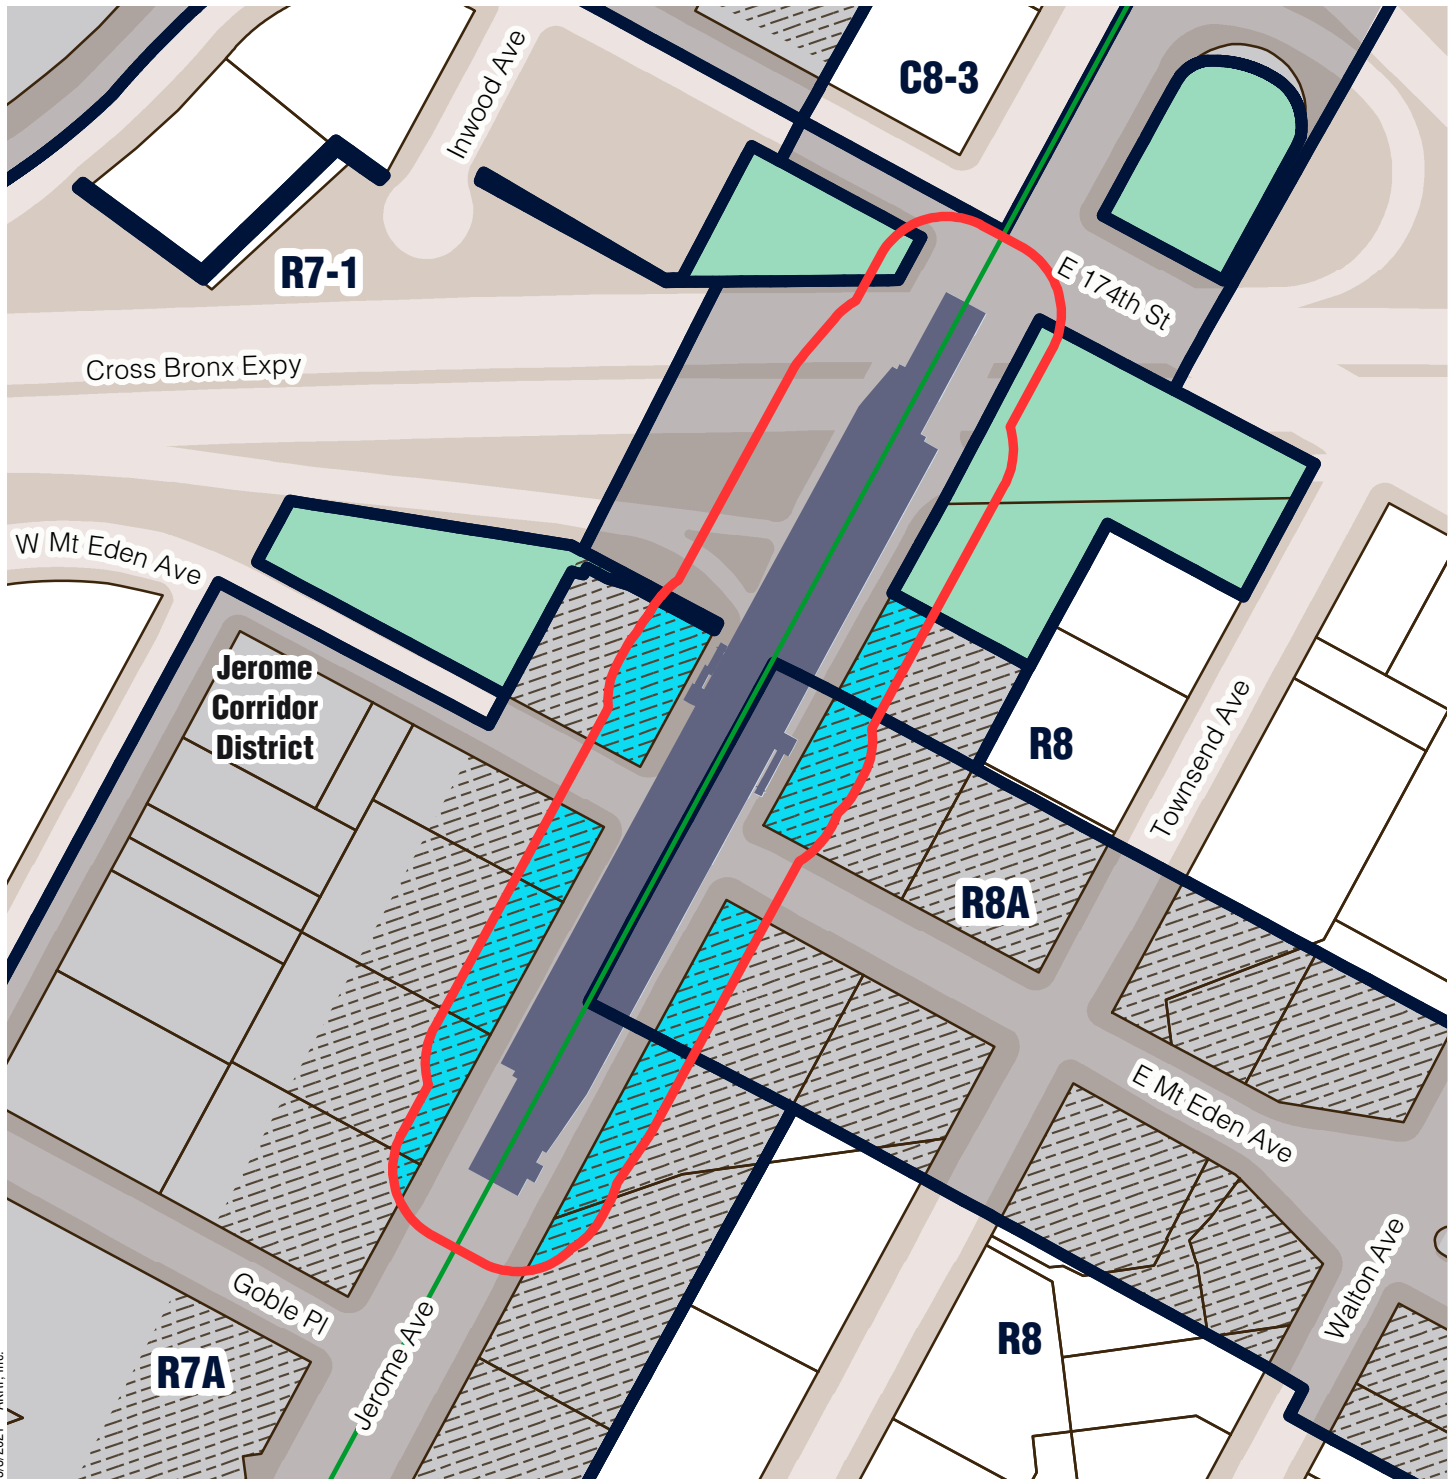 C8-3
Inwood Ave
R7-1
E 174th St
Cross Bronx Expy
W Mt Eden Ave
Jerome
Corridor
District
R8
Townsend Ave
R8A
E Mt Eden Ave
Walton Ave
Goble Pl
Jerome Ave
R7A
R8